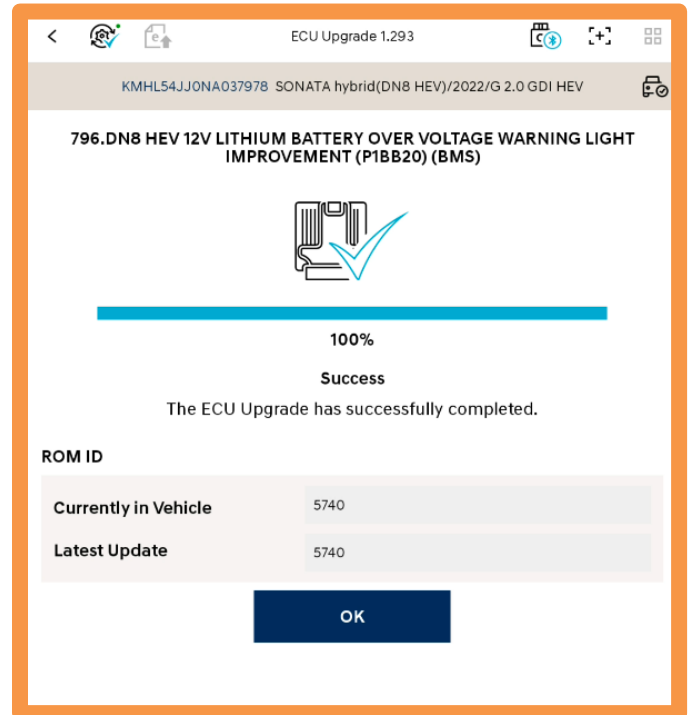 ECU Upgrade 1.293
KMHL54JJ0NA037978 SONATA hybrid(DN8 HEV)/2022/G 2.0 GDI HEV
796.DN8 HEV 12V LITHIUM BATTERY OVER VOLTAGE WARNING LIGHT
IMPROVEMENT (P1BB20) (BMS)
100%
Success
The ECU Upgrade has successfully completed.
ROM ID
Currently in Vehicle 5740
Latest Update 5740
OK